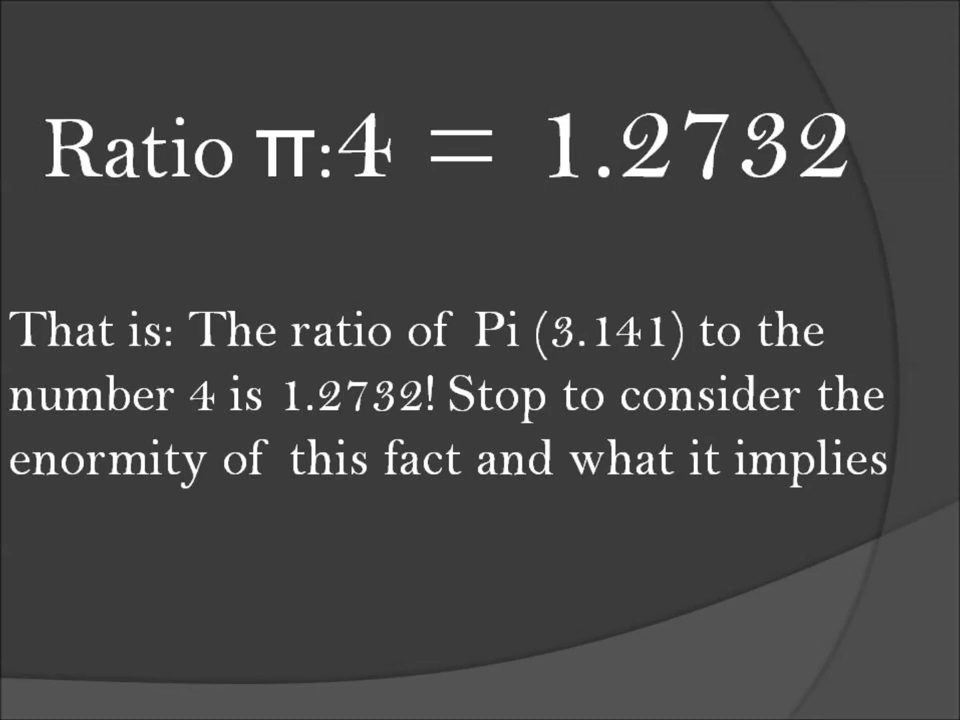 Ratio π:4 = 1.2732
That is: The ratio of Pi (3.141) to the
number 4 is 1.2732! Stop to consider the
enormity of this fact and what it implies